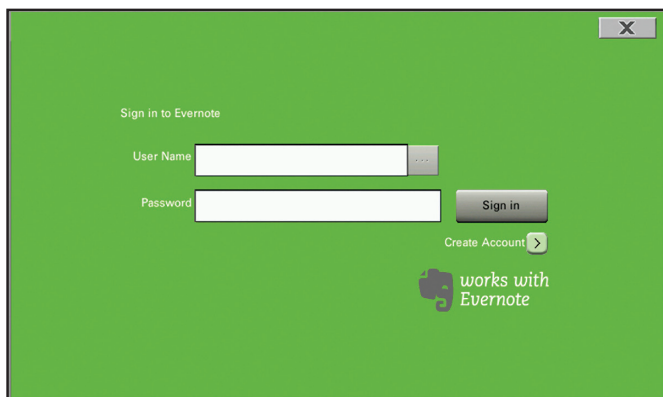 X
Sign in to Evernote
User Name
...
Password
Sign in
Create Account >
works with
Evernote